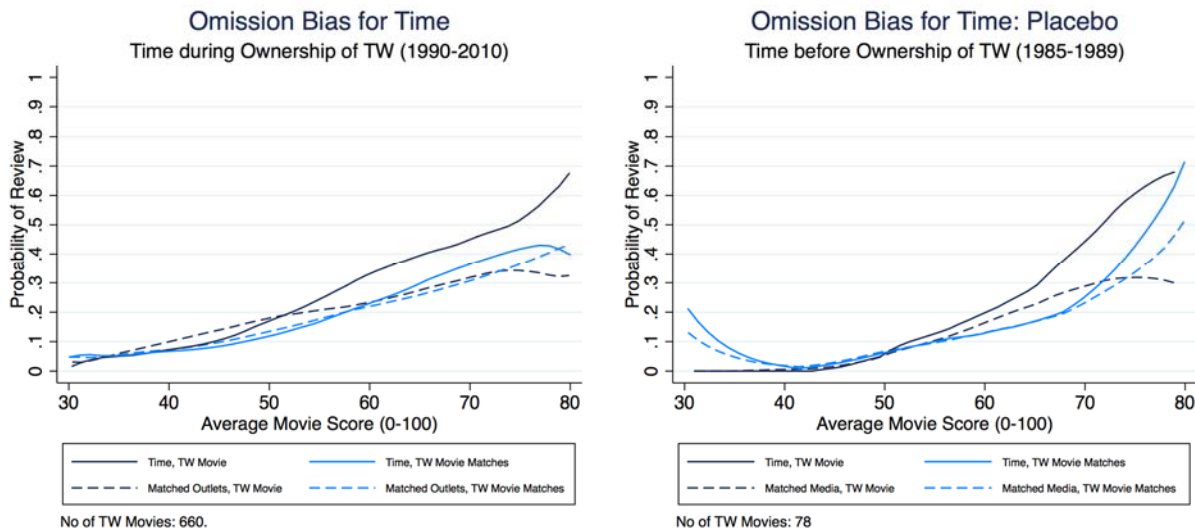 Omission Bias for Time
Time during Ownership of TW (1990-2010)
Probability of Review
1
.9
.8
.7
.6
.5
.4
.3
.2
.1
0
30 40 50 60 70 80
Average Movie Score (0-100)
Time, TW Movie Time, TW Movie Matches
Matched Outlets, TW Movie Matched Outlets, TW Movie Matches
No of TW Movies: 660.
Omission Bias for Time: Placebo
Time before Ownership of TW (1985-1989)
Probability of Review
1
.9
.8
.7
.6
.5
.4
.3
.2
.1
0
30 40 50 60 70 80
Average Movie Score (0-100)
Time, TW Movie Time, TW Movie Matches
Matched Media, TW Movie Matched Media, TW Movie Matches
No of TW Movies: 78